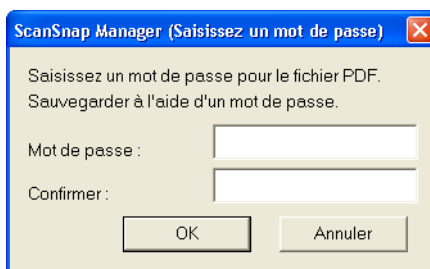 ScanSnap Manager (Saisissez un mot de passe)
Saisissez un mot de passe pour le fichier PDF.
Sauvegarder à l'aide d'un mot de passe.
Mot de passe :
Confirmer :
OK
Annuler